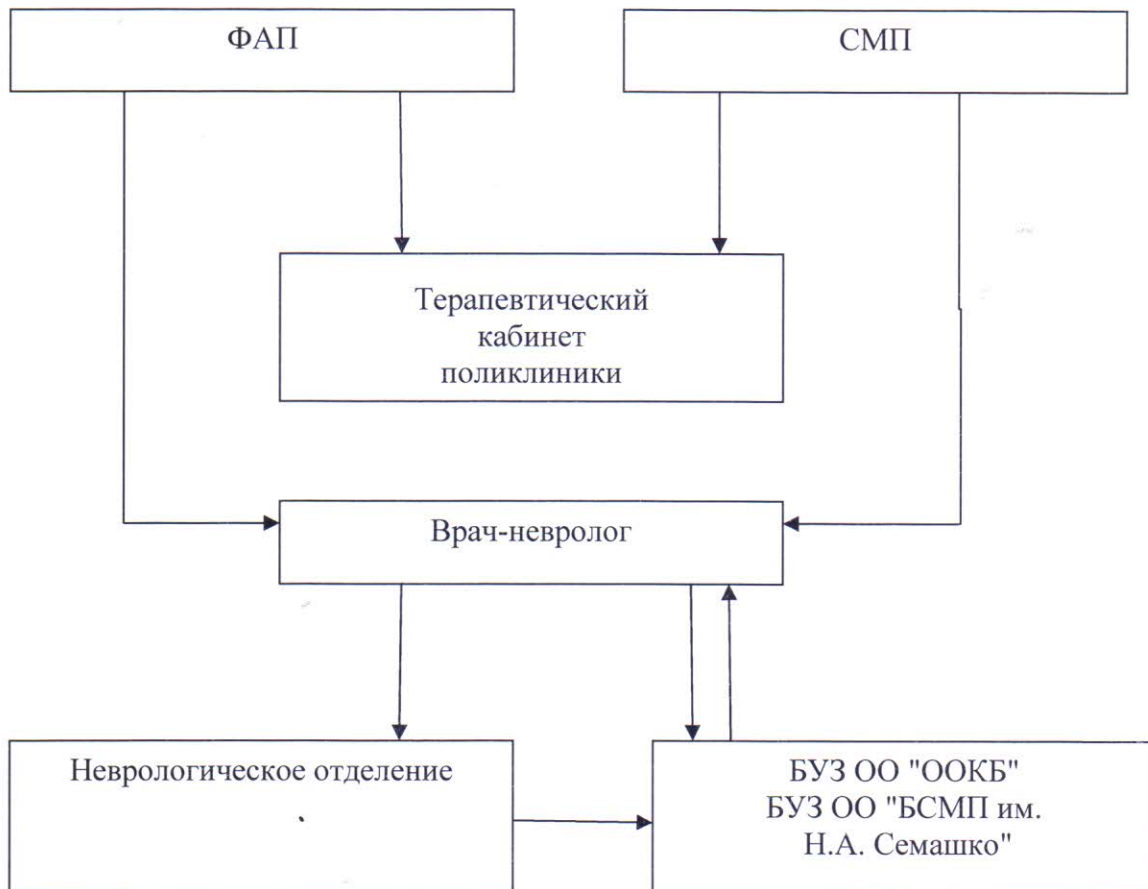 ФАП
СМП
Терапевтический
кабинет
поликлиники
Врач-невролог
Неврологическое отделение
БУЗ ОО "ООКБ"
БУЗ ОО "БСМП им.
Н.А. Семашко"